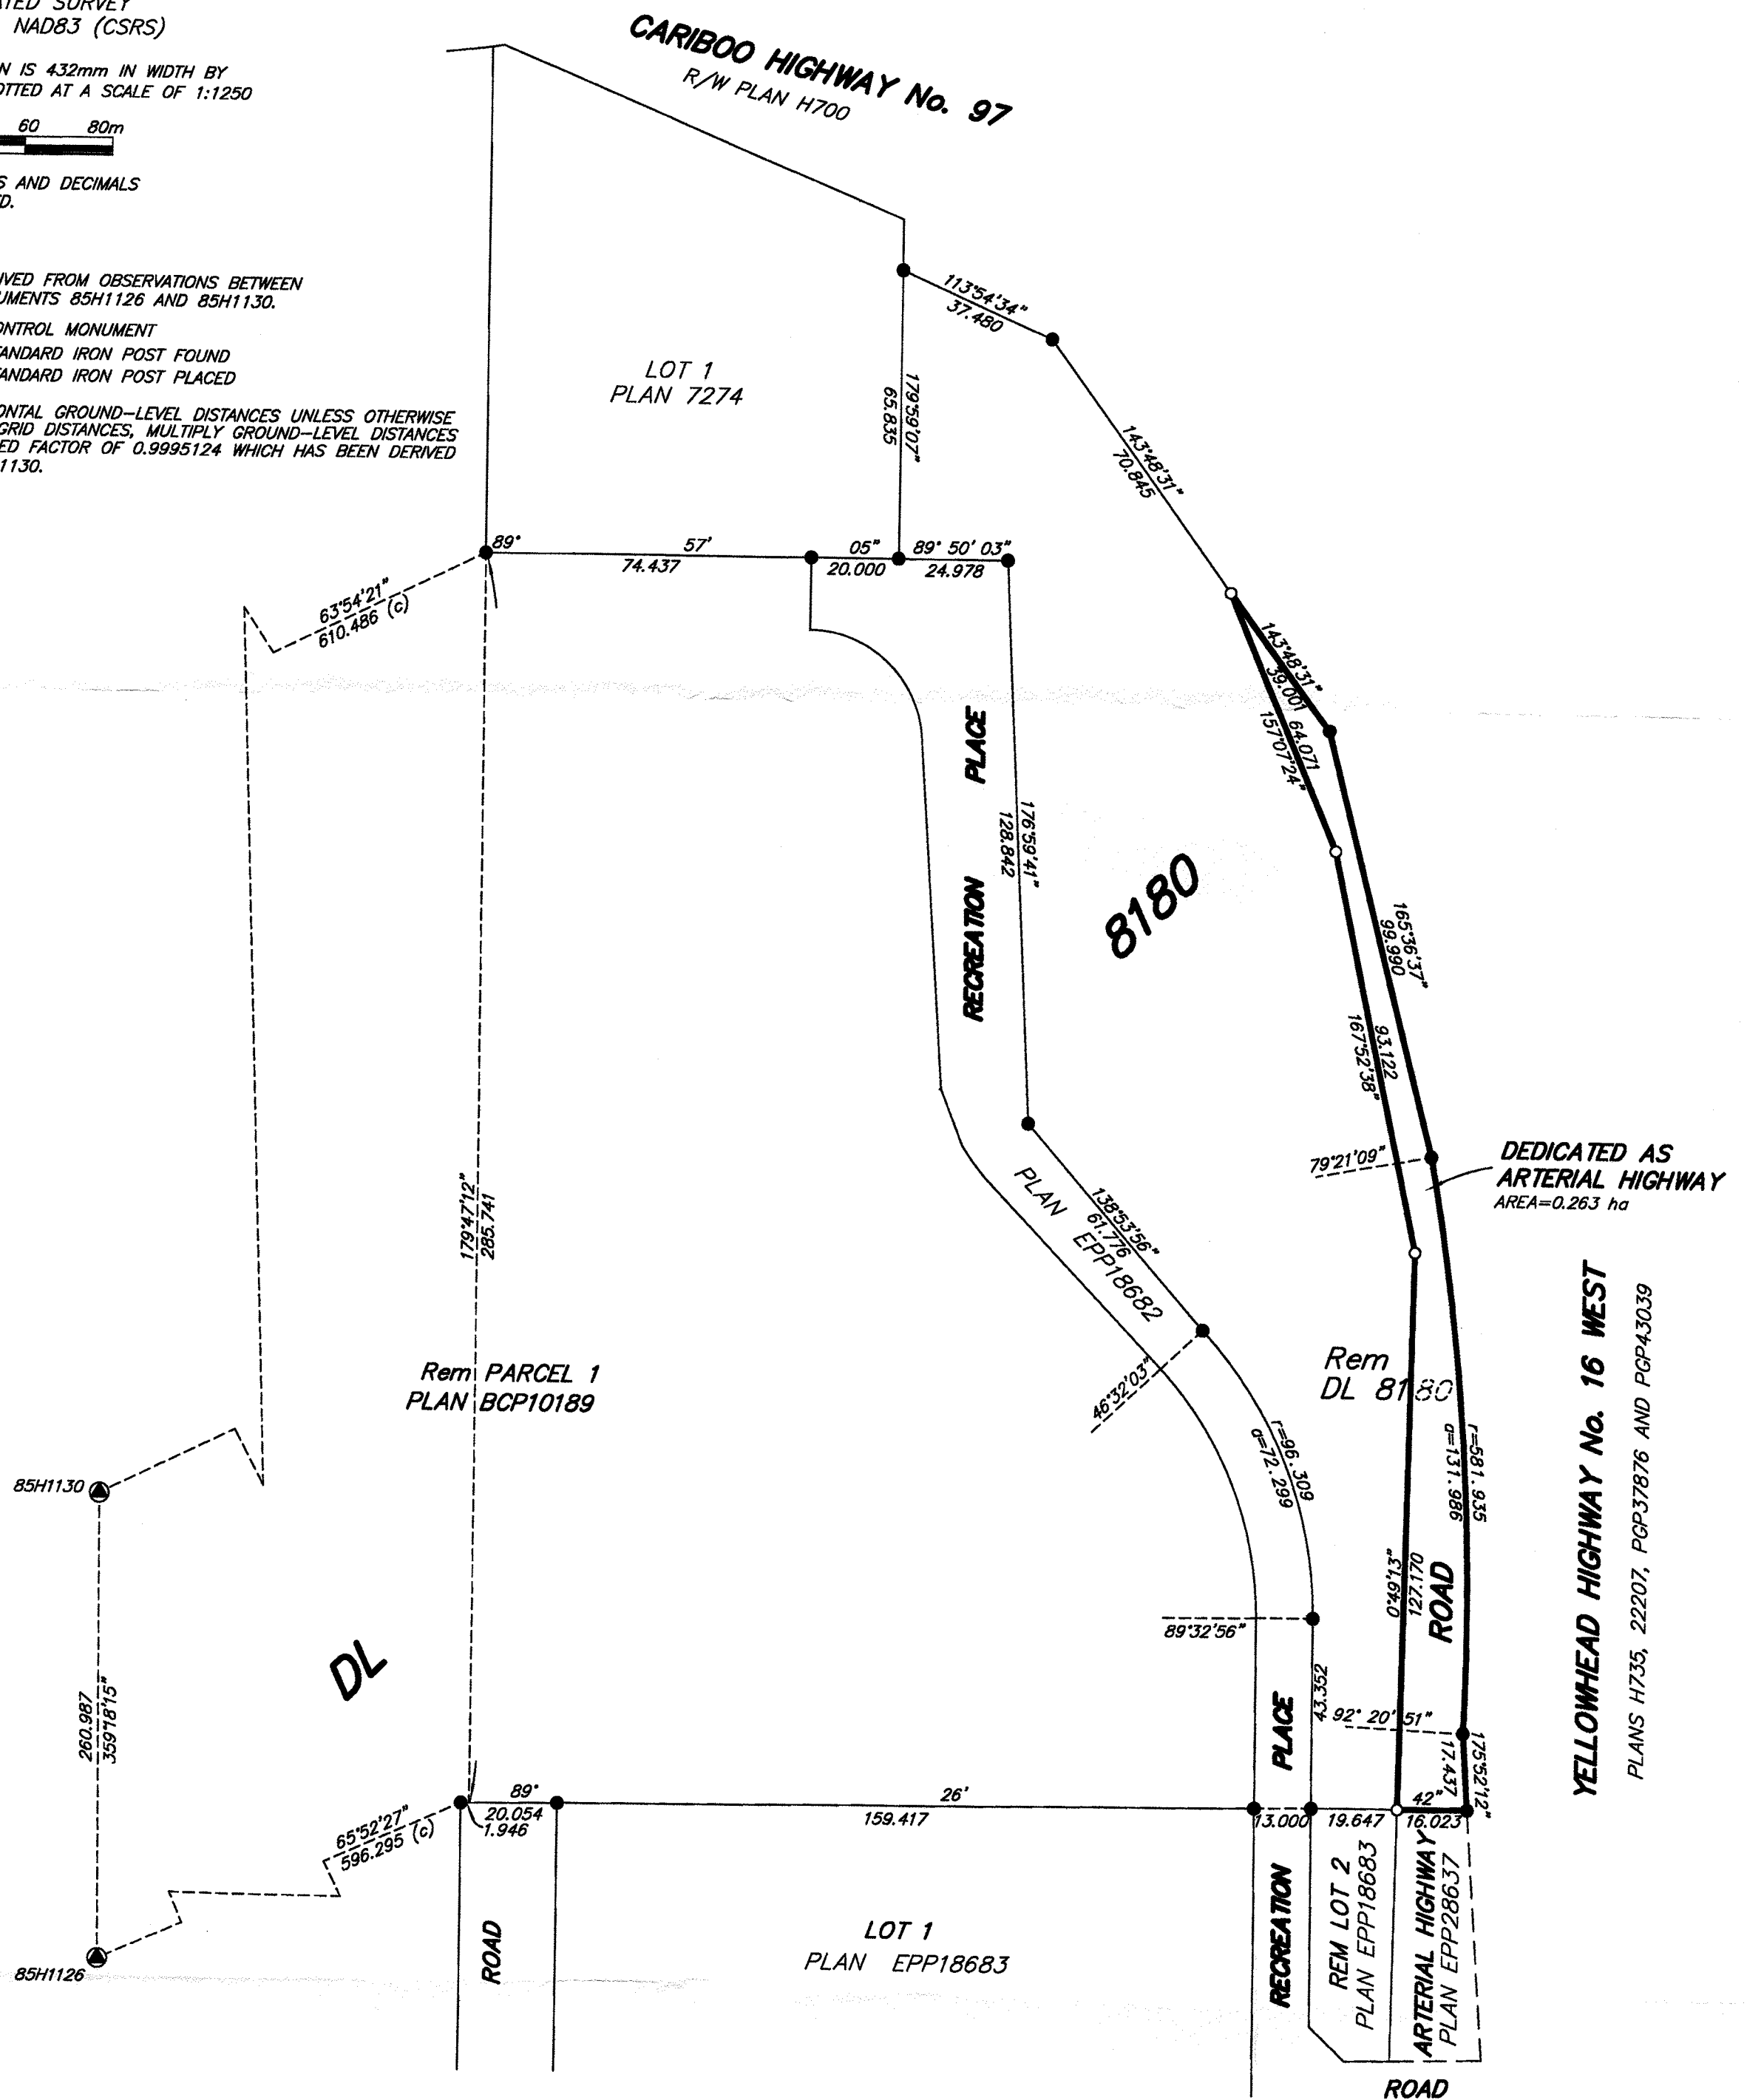 ATED SURVEY
NAD83 (CSRS)
N IS 432mm IN WIDTH BY
OTTED AT A SCALE OF 1:1250
60 80m
S AND DECIMALS
D.
IVED FROM OBSERVATIONS BETWEEN
UMENTS 85H1126 AND 85H1130.
ONTROL MONUMENT
TANDARD IRON POST FOUND
TANDARD IRON POST PLACED
ONTAL GROUND-LEVEL DISTANCES UNLESS OTHERWISE
GRID DISTANCES, MULTIPLY GROUND-LEVEL DISTANCES
ED FACTOR OF 0.9995124 WHICH HAS BEEN DERIVED
1130.
CARIBOO HIGHWAY No. 97
R/W PLAN H700
113°54'34"
37.480
LOT 1
PLAN 7274
179°59'07"
65.835
143°48'31"
70.845
89° 57' 05"
74.437
20.000
89° 50' 03"
24.978
63°54'21"
610.486 (c)
143°48'31"
39.001
64.071
157°07'24"
RECREATION PLACE
176°59'41"
128.842
8180
165°36'37"
99.990
93.122
167°52'38"
79°21'09"
DEDICATED AS
ARTERIAL HIGHWAY
AREA=0.263 ha
179°47'12"
285.741
PLAN EPP18682
138°53'56"
61.776
46°32'03"
Rem PARCEL 1
PLAN BCP10189
Rem
DL 8180
r=96.309
a=72.299
r=581.935
a=131.986
YELLOWHEAD HIGHWAY No. 16 WEST
PLANS H735, 22207, PGP37876 AND PGP43039
85H1130
0°49'13"
127.170
ROAD
89°32'56"
DL
260.987
359°18'15"
43.352
PLACE
92° 20' 51"
175°52'12"
17.437
89° 26' 42"
20.054
1.946
159.417
13.000
19.647
16.023
65°52'27"
596.295 (c)
85H1126
ROAD
LOT 1
PLAN EPP18683
RECREATION
REM LOT 2
PLAN EPP18683
ARTERIAL HIGHWAY
PLAN EPP28637
ROAD